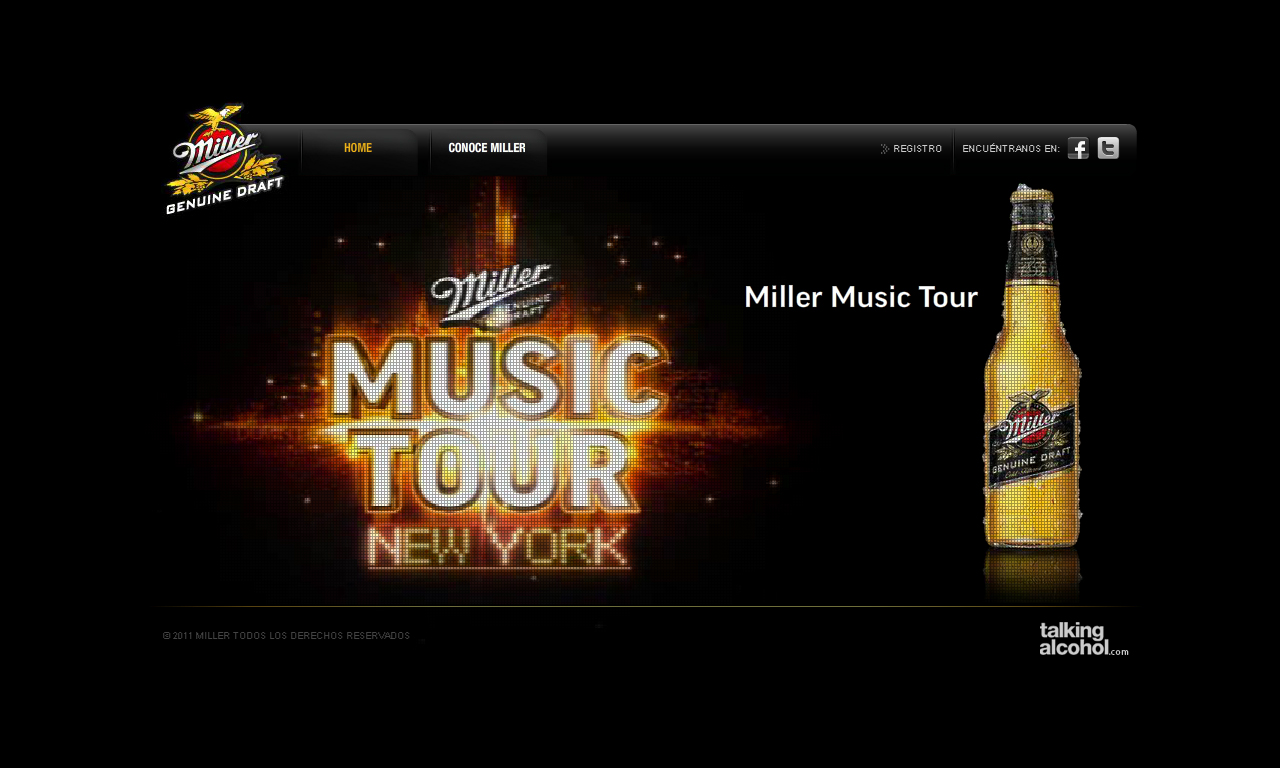 Miller
GENUINE DRAFT
HOME
CONOCE MILLER
REGISTRO
ENCUÉNTRANOS EN:
Miller
GENUINE
DRAFT
MUSIC
TOUR
NEW YORK
Miller Music Tour
Miller
GENUINE DRAFT
© 2011 MILLER TODOS LOS DERECHOS RESERVADOS
talking
alcohol.com